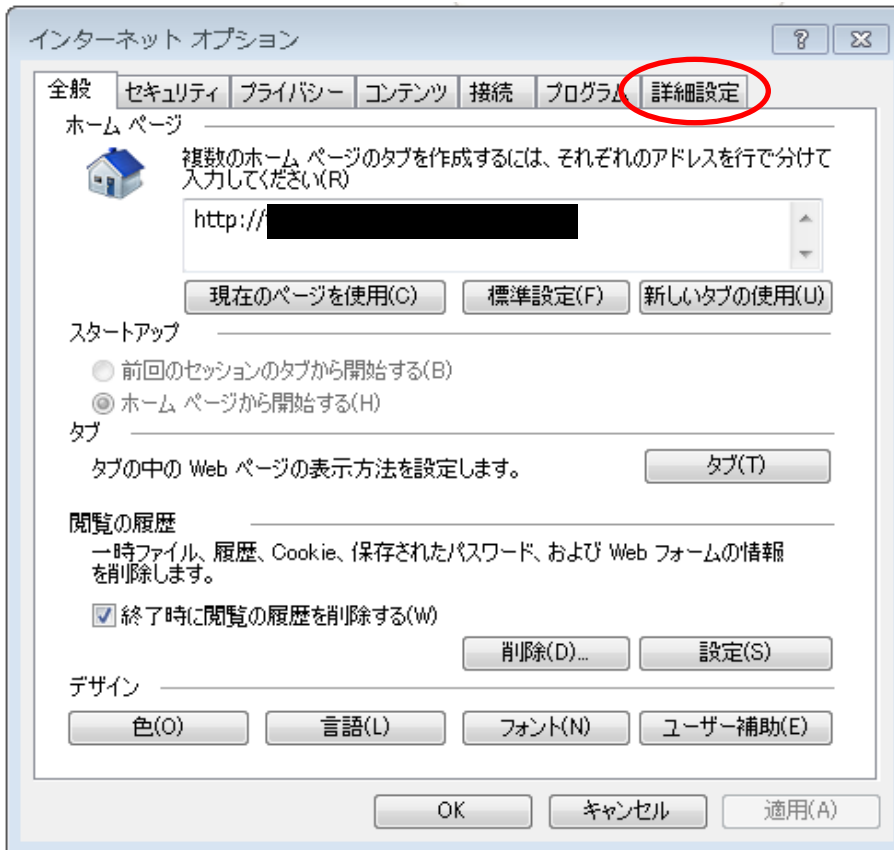 インターネット オプション
全般 セキュリティ プライバシー コンテンツ 接続 プログラム 詳細設定
ホーム ページ
複数のホーム ページのタブを作成するには、それぞれのアドレスを行で分けて
入力してください(R)
http://
現在のページを使用(C) 標準設定(F) 新しいタブの使用(U)
スタートアップ
前回のセッションのタブから開始する(B)
ホーム ページから開始する(H)
タブ
タブの中の Web ページの表示方法を設定します。 タブ(T)
閲覧の履歴
一時ファイル、履歴、Cookie、保存されたパスワード、および Web フォームの情報
を削除します。
終了時に閲覧の履歴を削除する(W)
削除(D)... 設定(S)
デザイン
色(O) 言語(L) フォント(N) ユーザー補助(E)
OK キャンセル 適用(A)